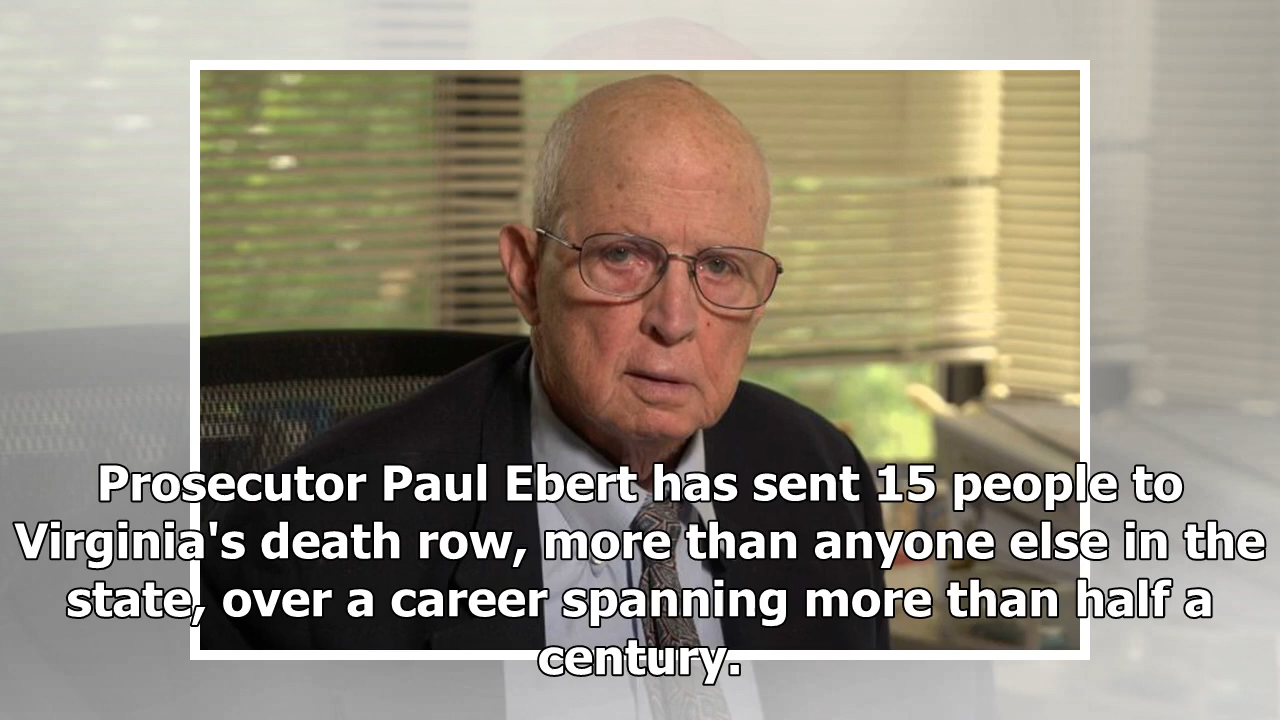 Prosecutor Paul Ebert has sent 15 people to
Virginia's death row, more than anyone else in the
state, over a career spanning more than half a
century.